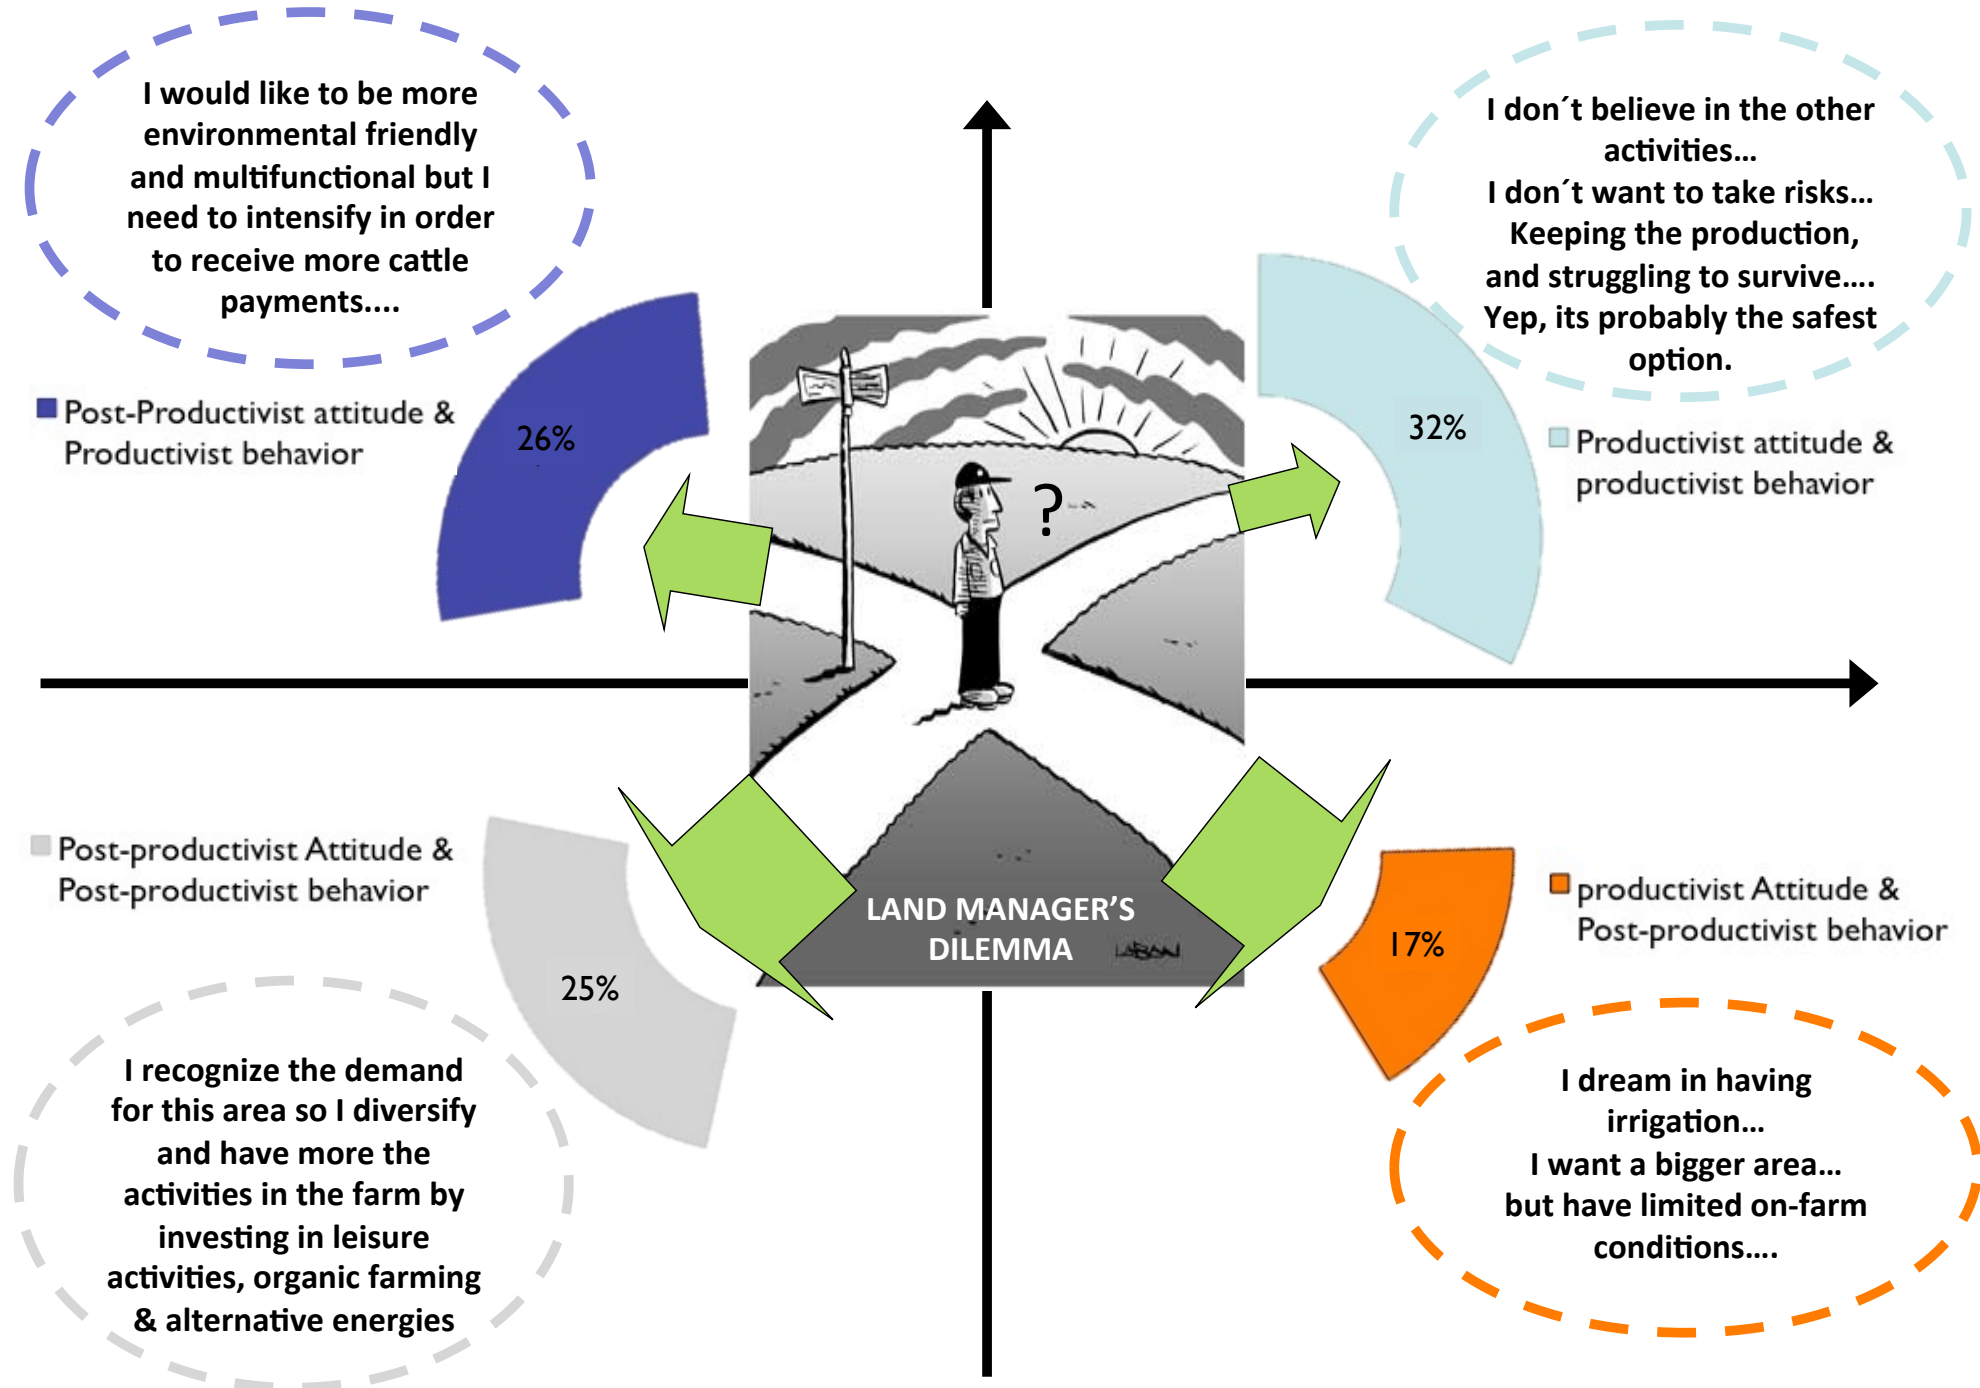 I would like to be more
environmental friendly
and multifunctional but I
need to intensify in order
to receive more cattle
payments....
I don´t believe in the other
activities...
I don´t want to take risks...
Keeping the production,
and struggling to survive....
Yep, its probably the safest
option.
Post-Productivist attitude &
Productivist behavior
26%
32%
Productivist attitude &
productivist behavior
?
Post-productivist Attitude &
Post-productivist behavior
25%
LAND MANAGER’S
DILEMMA
17%
productivist Attitude &
Post-productivist behavior
I recognize the demand
for this area so I diversify
and have more the
activities in the farm by
investing in leisure
activities, organic farming
& alternative energies
I dream in having
irrigation...
I want a bigger area...
but have limited on-farm
conditions....